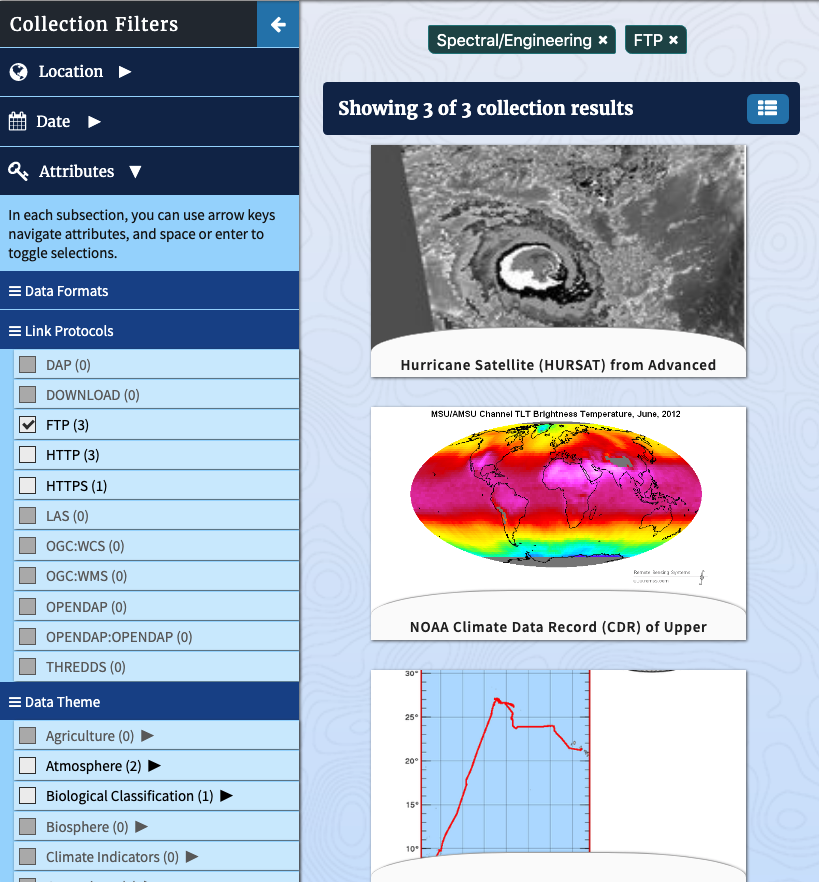 Collection Filters
Location
Date
Attributes
In each subsection, you can use arrow keys
navigate attributes, and space or enter to
toggle selections.
Data Formats
Link Protocols
DAP (0)
DOWNLOAD (0)
FTP (3)
HTTP (3)
HTTPS (1)
LAS (0)
OGC:WCS (0)
OGC:WMS (0)
OPENDAP (0)
OPENDAP:OPENDAP (0)
THREDDS (0)
Data Theme
Agriculture (0)
Atmosphere (2)
Biological Classification (1)
Biosphere (0)
Climate Indicators (0)
Spectral/Engineering ×
FTP ×
Showing 3 of 3 collection results
Hurricane Satellite (HURSAT) from Advanced
MSU/AMSU Channel TLT Brightness Temperature, June, 2012
Remote Sensing Systems
NOAA Climate Data Record (CDR) of Upper
30°
25°
20°
15°
10°